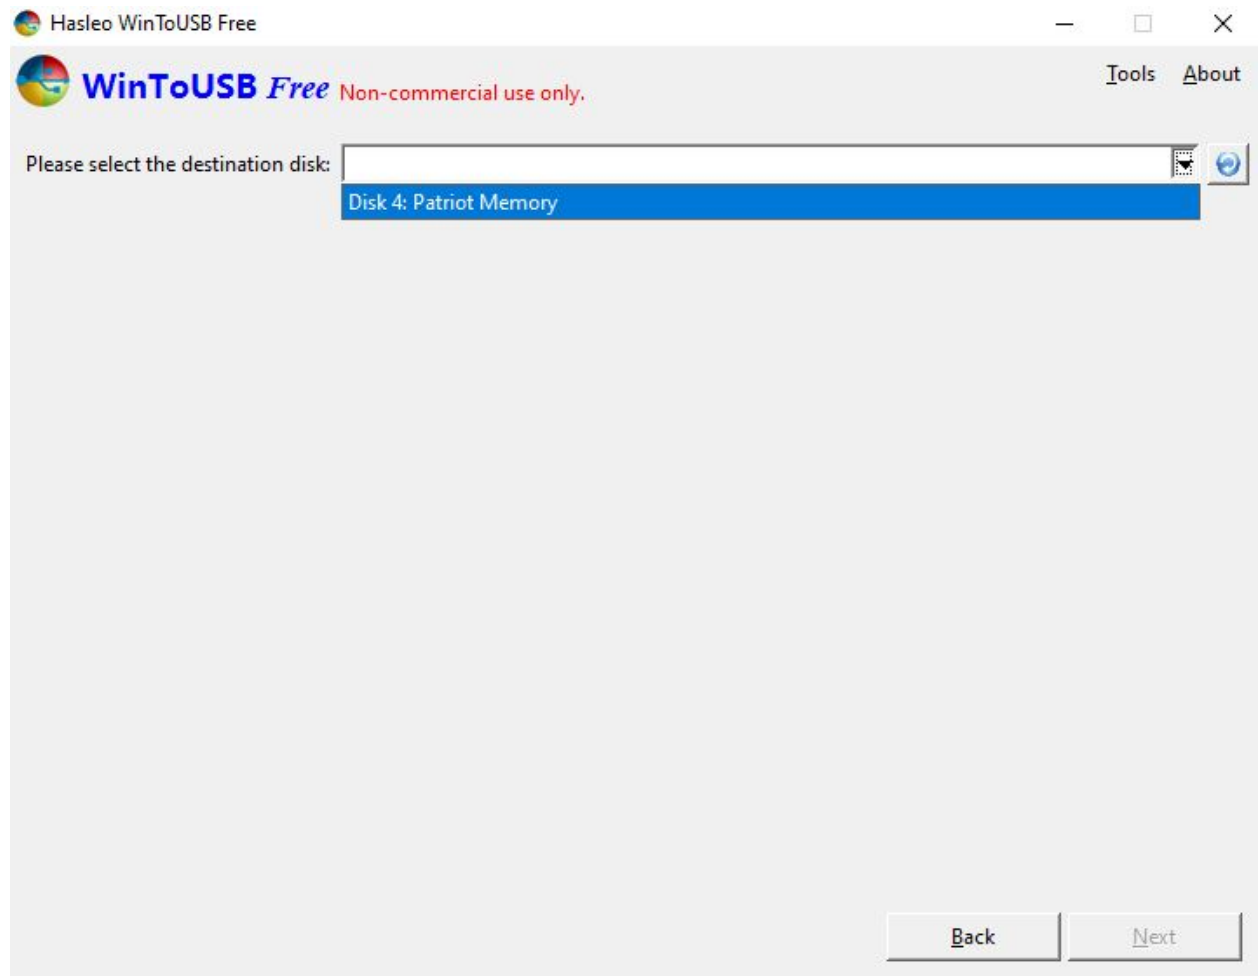 Hasleo WinToUSB Free
WinToUSB Free Non-commercial use only.
Tools About
Please select the destination disk:
Disk 4: Patriot Memory
Back Next